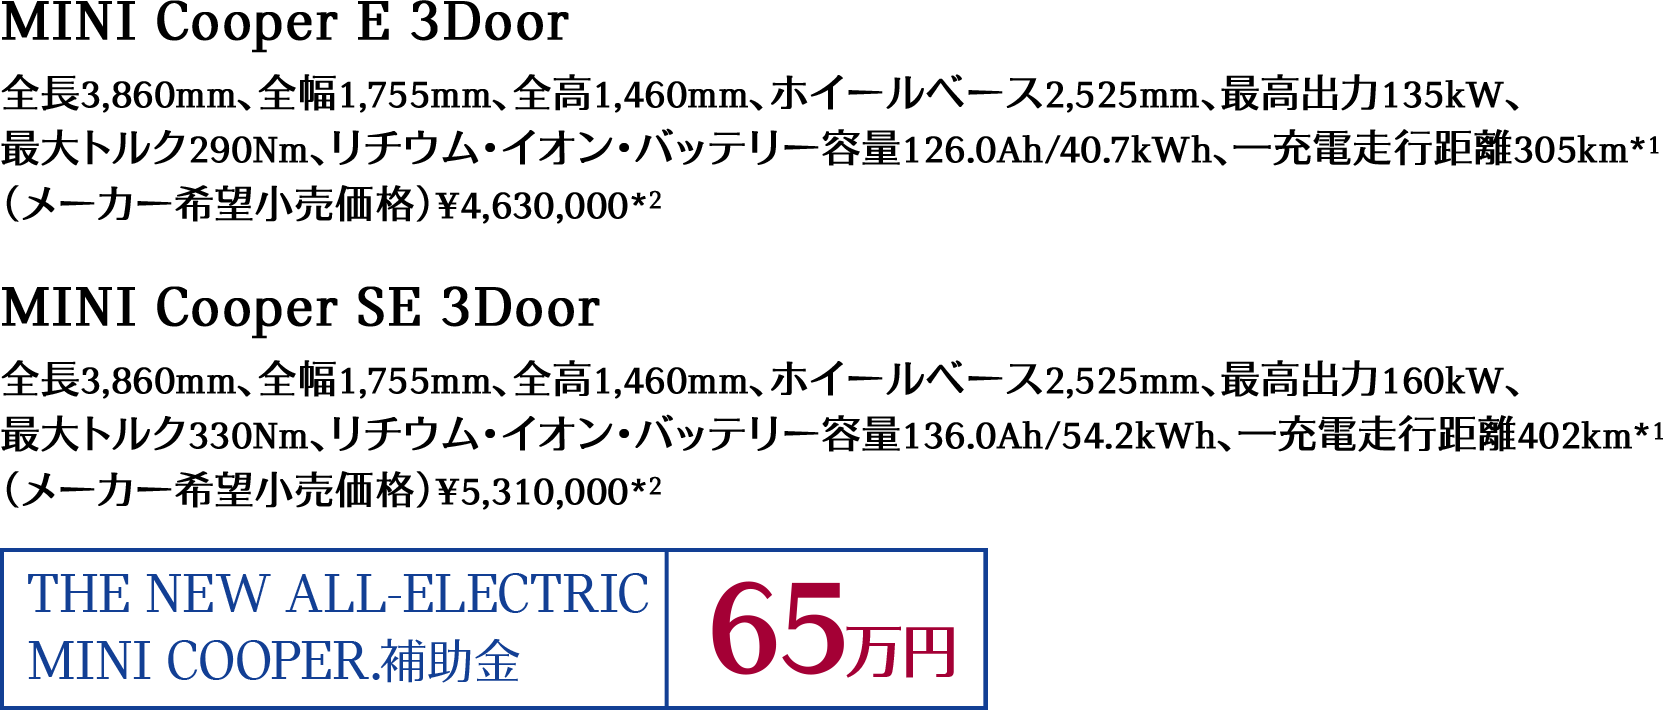 MINI Cooper E 3Door
全長3,860mm、全幅1,755mm、全高1,460mm、ホイールベース2,525mm、最高出力135kW、
最大トルク290Nm、リチウム・イオン・バッテリー容量126.0Ah/40.7kWh、一充電走行距離305km*1
（メーカー希望小売価格）¥4,630,000*2
MINI Cooper SE 3Door
全長3,860mm、全幅1,755mm、全高1,460mm、ホイールベース2,525mm、最高出力160kW、
最大トルク330Nm、リチウム・イオン・バッテリー容量136.0Ah/54.2kWh、一充電走行距離402km*1
（メーカー希望小売価格）¥5,310,000*2
THE NEW ALL-ELECTRIC
MINI COOPER.補助金
65万円